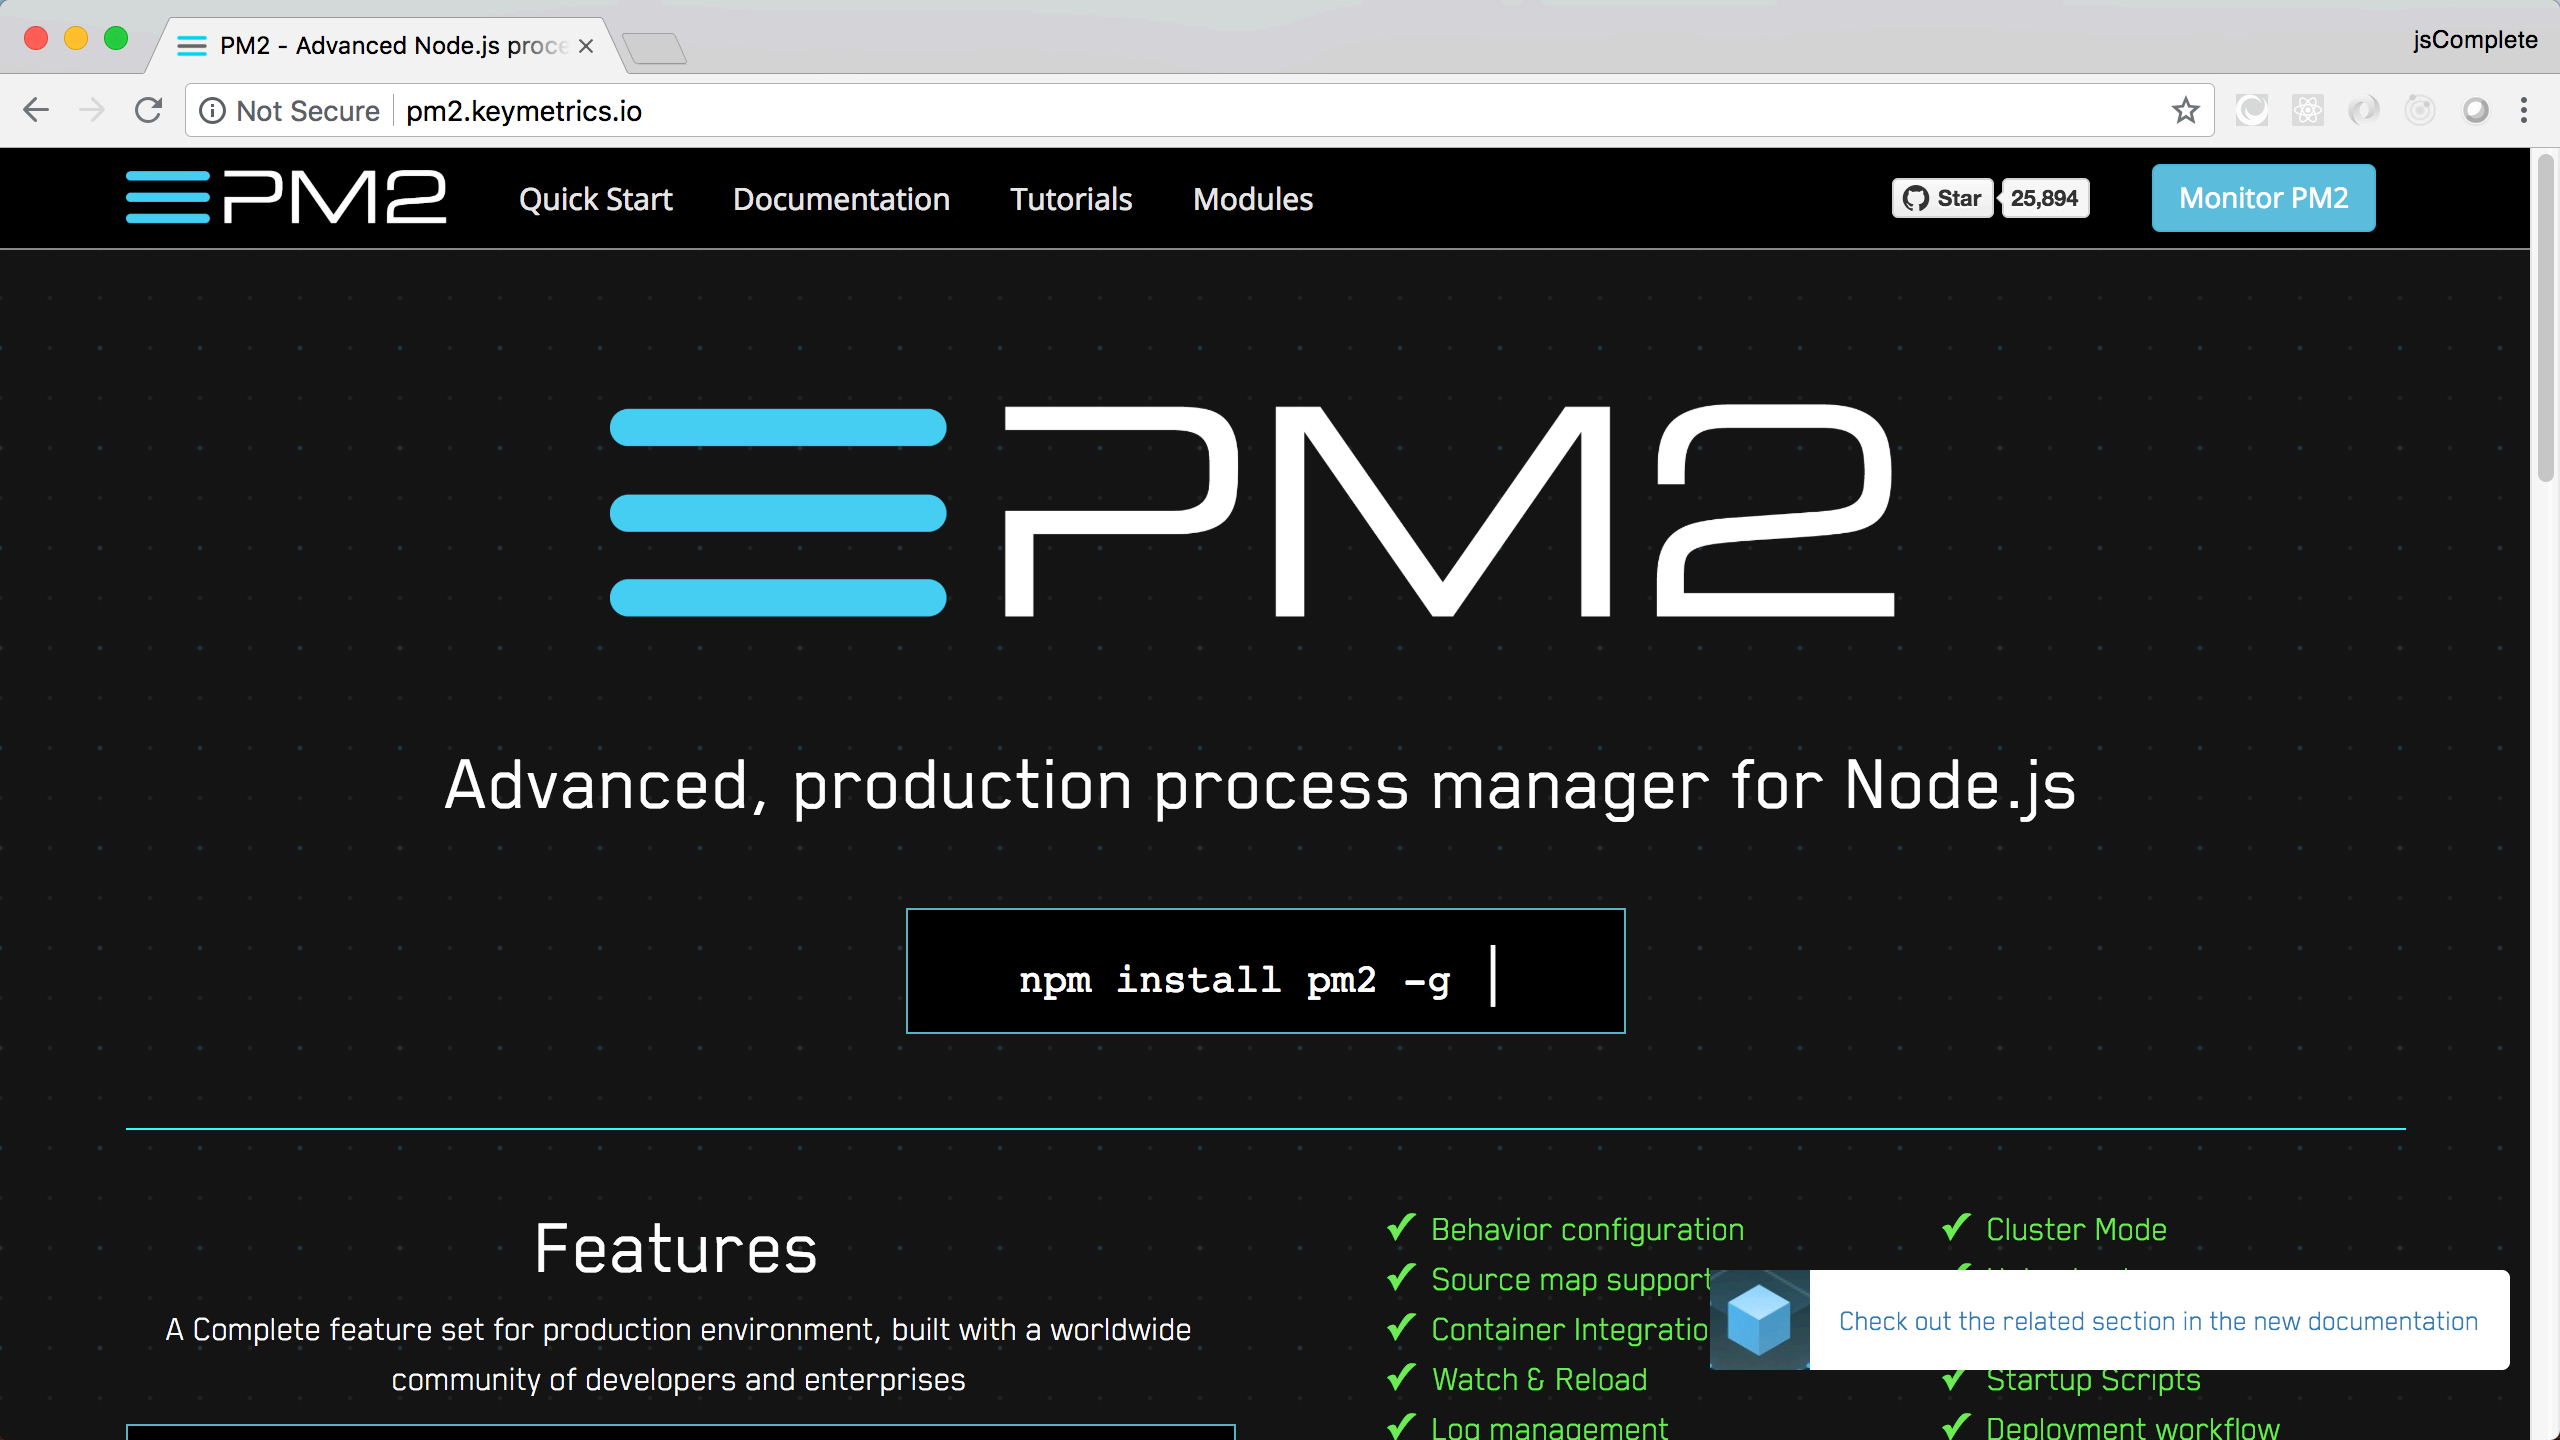 PM2 - Advanced Node.js proce
jsComplete
Not Secure
pm2.keymetrics.io
PM2
Quick Start
Documentation
Tutorials
Modules
Star
25,894
Monitor PM2
PM2
Advanced, production process manager for Node.js
npm install pm2 -g
Features
A Complete feature set for production environment, built with a worldwide
community of developers and enterprises
Behavior configuration
Source map support
Container Integratio
Watch & Reload
Log management
Cluster Mode
Startup Scripts
Deployment workflow
Check out the related section in the new documentation